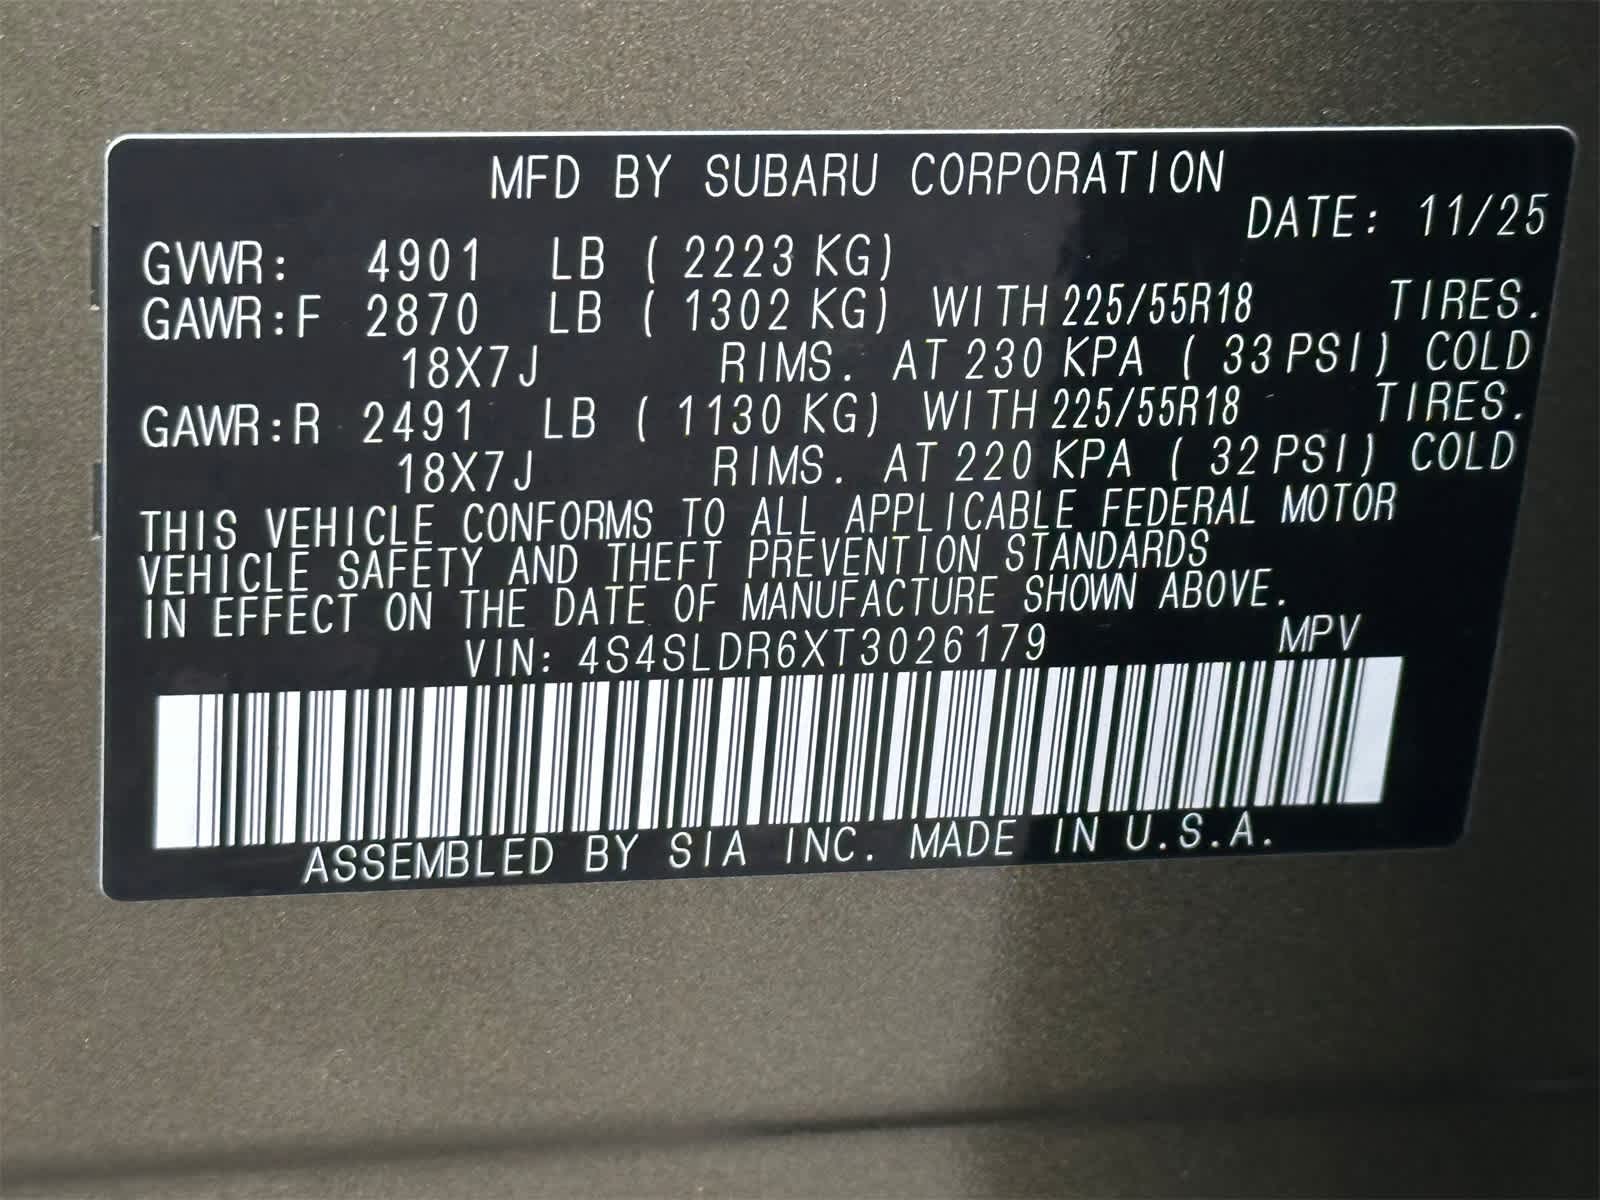 MFD BY SUBARU CORPORATION
DATE: 11/25
GVWR: 4901 LB ( 2223 KG)
GAWR:F 2870 LB ( 1302 KG) WITH 225/55R18 TIRES.
18X7J RIMS. AT 230 KPA ( 33 PSI) COLD
GAWR:R 2491 LB ( 1130 KG) WITH 225/55R18 TIRES.
18X7J RIMS. AT 220 KPA ( 32 PSI) COLD
THIS VEHICLE CONFORMS TO ALL APPLICABLE FEDERAL MOTOR
VEHICLE SAFETY AND THEFT PREVENTION STANDARDS
IN EFFECT ON THE DATE OF MANUFACTURE SHOWN ABOVE.
VIN: 4S4SLDR6XT3026179 MPV
ASSEMBLED BY SIA INC. MADE IN U.S.A.